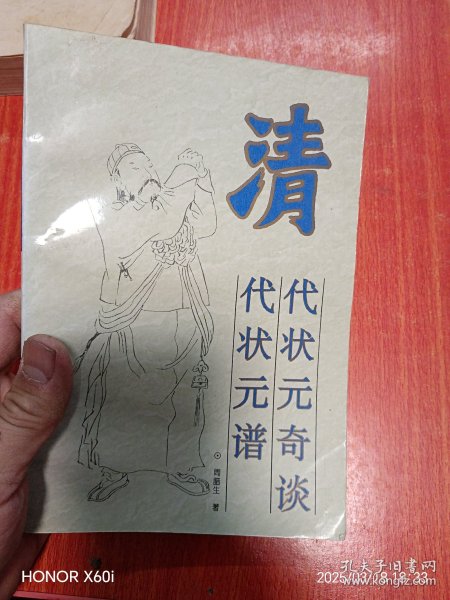 清
代状元奇谈
代状元谱
⊙周腊生 著
HONOR X60i
2025/03/18 18:33
孔夫子旧书网